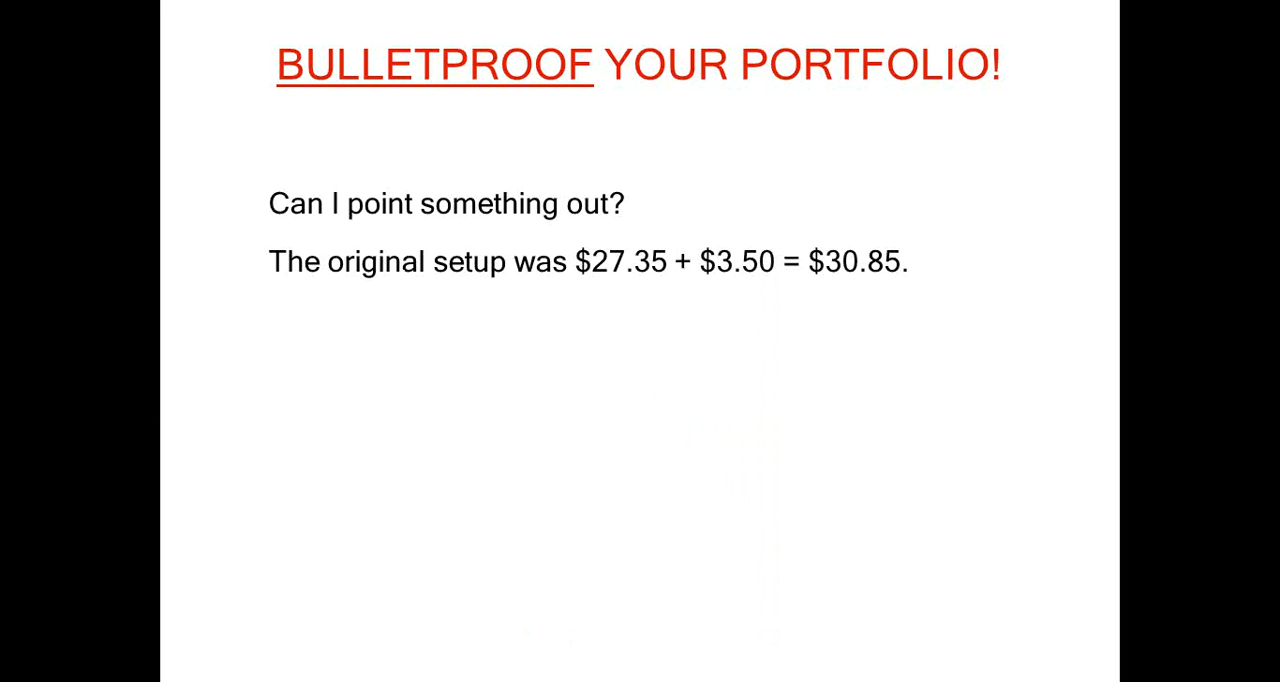 BULLETPROOF YOUR PORTFOLIO!
Can I point something out?
The original setup was $27.35 + $3.50 = $30.85.